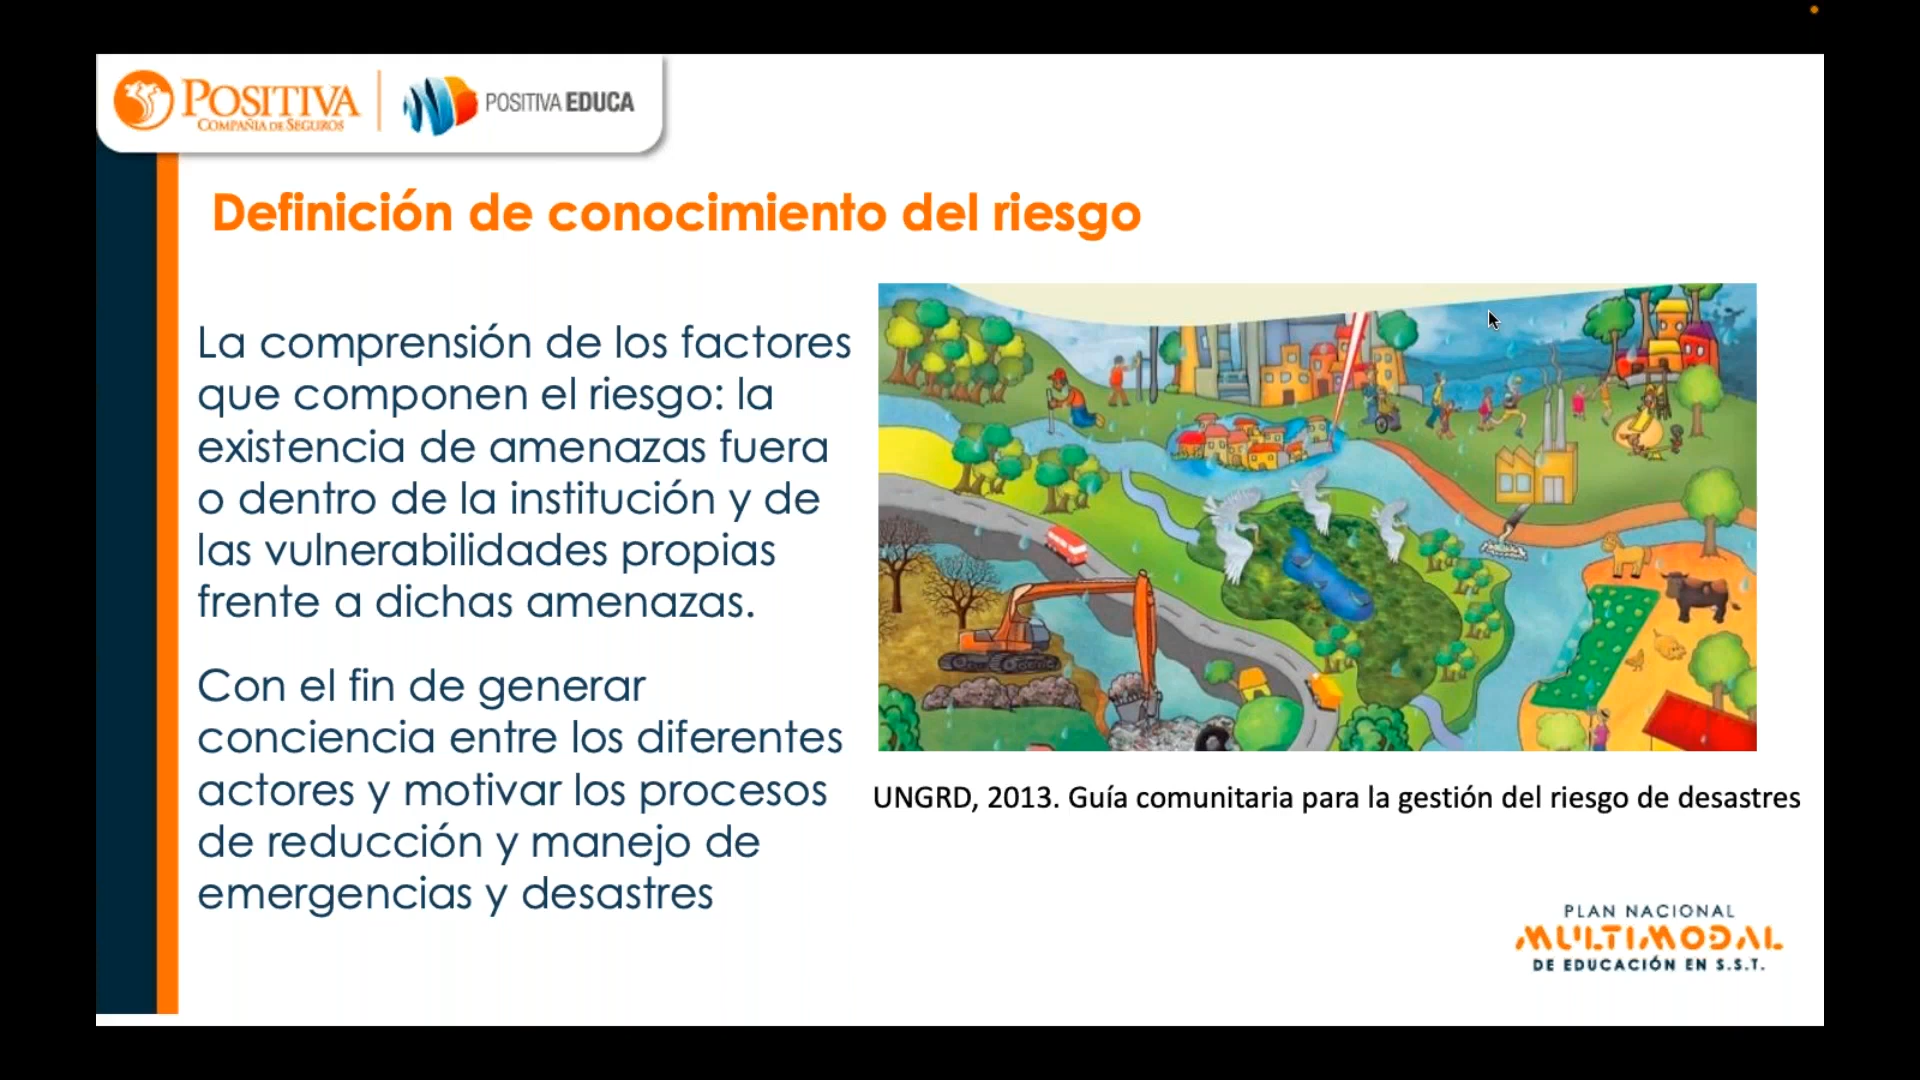 POSITIVA
COMPAÑIA DE SEGUROS
POSITIVA EDUCA
Definición de conocimiento del riesgo
La comprensión de los factores
que componen el riesgo: la
existencia de amenazas fuera
o dentro de la institución y de
las vulnerabilidades propias
frente a dichas amenazas.
Con el fin de generar
conciencia entre los diferentes
actores y motivar los procesos
de reducción y manejo de
emergencias y desastres
UNGRD, 2013. Guía comunitaria para la gestión del riesgo de desastres
PLAN NACIONAL
MULTIMODAL
DE EDUCACIÓN EN S.S.T.